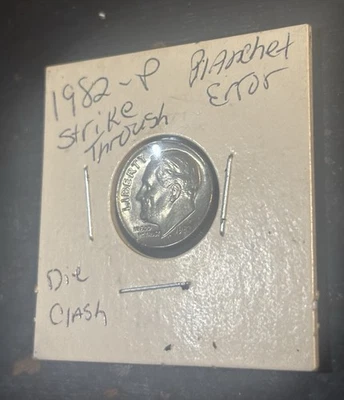 1982-P Planchet
Strike Error
Through
LIBERTY
Die
Clash